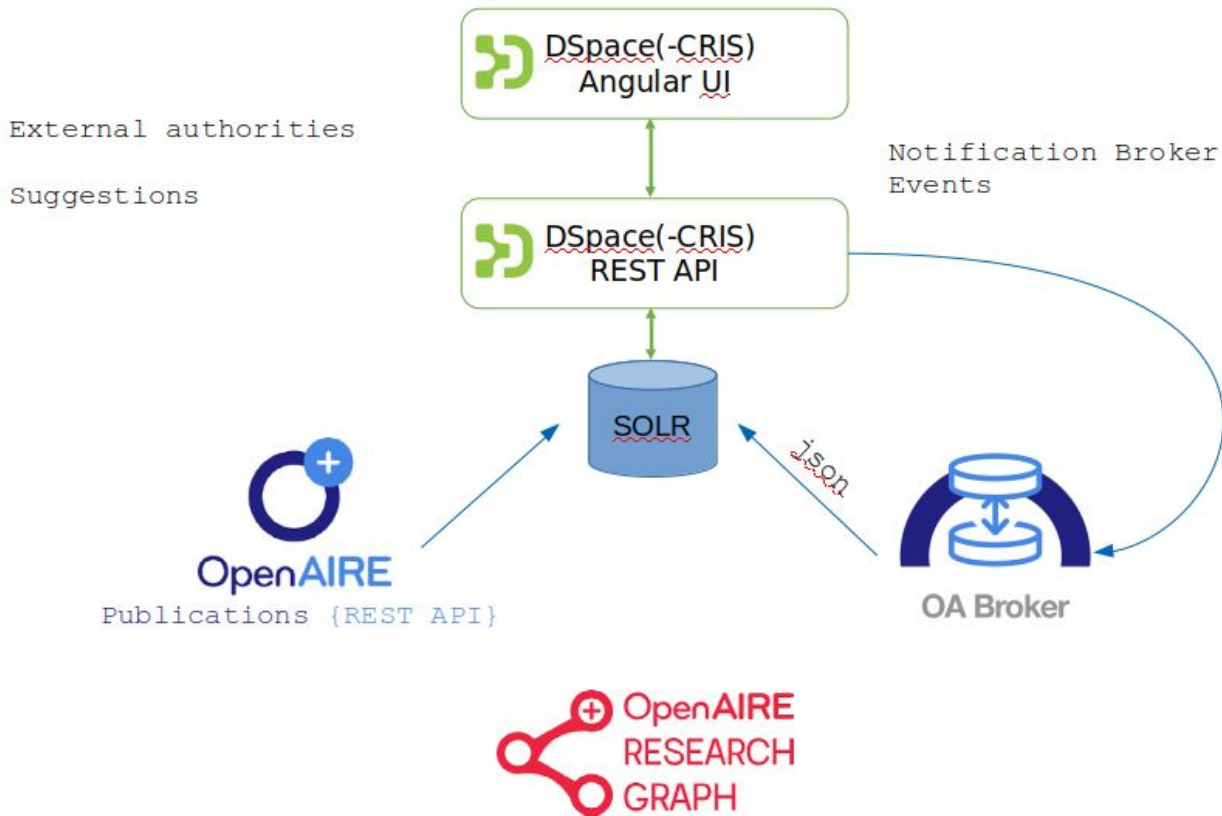 DSpace(-CRIS)
Angular UI
External authorities
Suggestions
Notification Broker
Events
DSpace(-CRIS)
REST API
SOLR
json
OpenAIRE
Publications {REST API}
OA Broker
OpenAIRE
RESEARCH
GRAPH